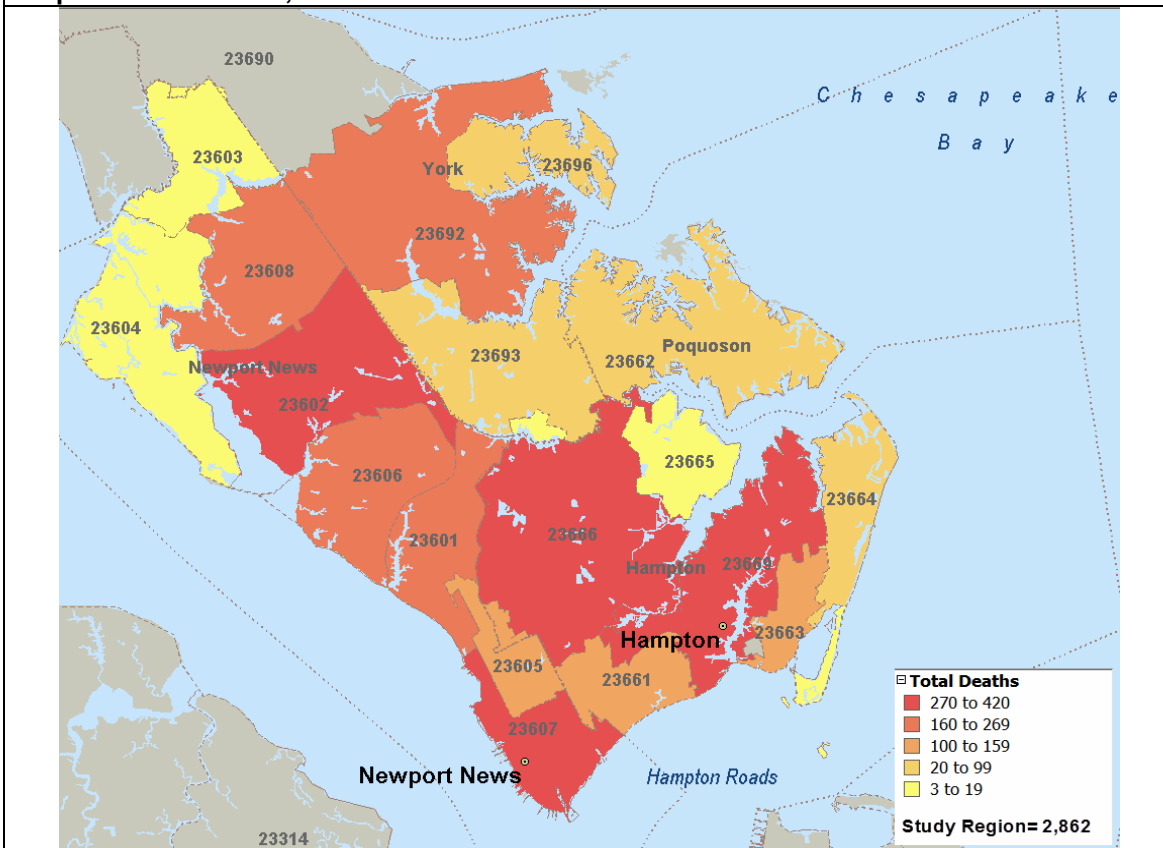 23690
C h e s a p e a k e
B a y
23603
York
23696
23692
23608
23604
Poquoson
23693
23662
Newport News
23602
23665
23606
23664
23666
23601
Hampton
23669
Hampton
23663
23605
23661
23607
Newport News
Hampton Roads
23314
Total Deaths
270 to 420
160 to 269
100 to 159
20 to 99
3 to 19
Study Region= 2,862